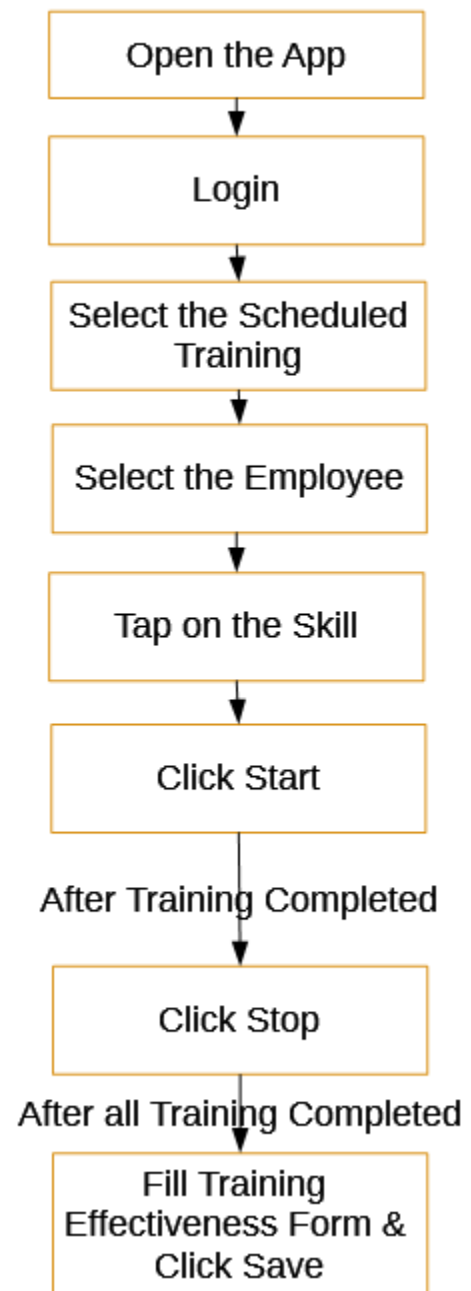 Open the App
Login
Select the Scheduled
Training
Select the Employee
Tap on the Skill
Click Start
After Training Completed
Click Stop
After all Training Completed
Fill Training
Effectiveness Form &
Click Save